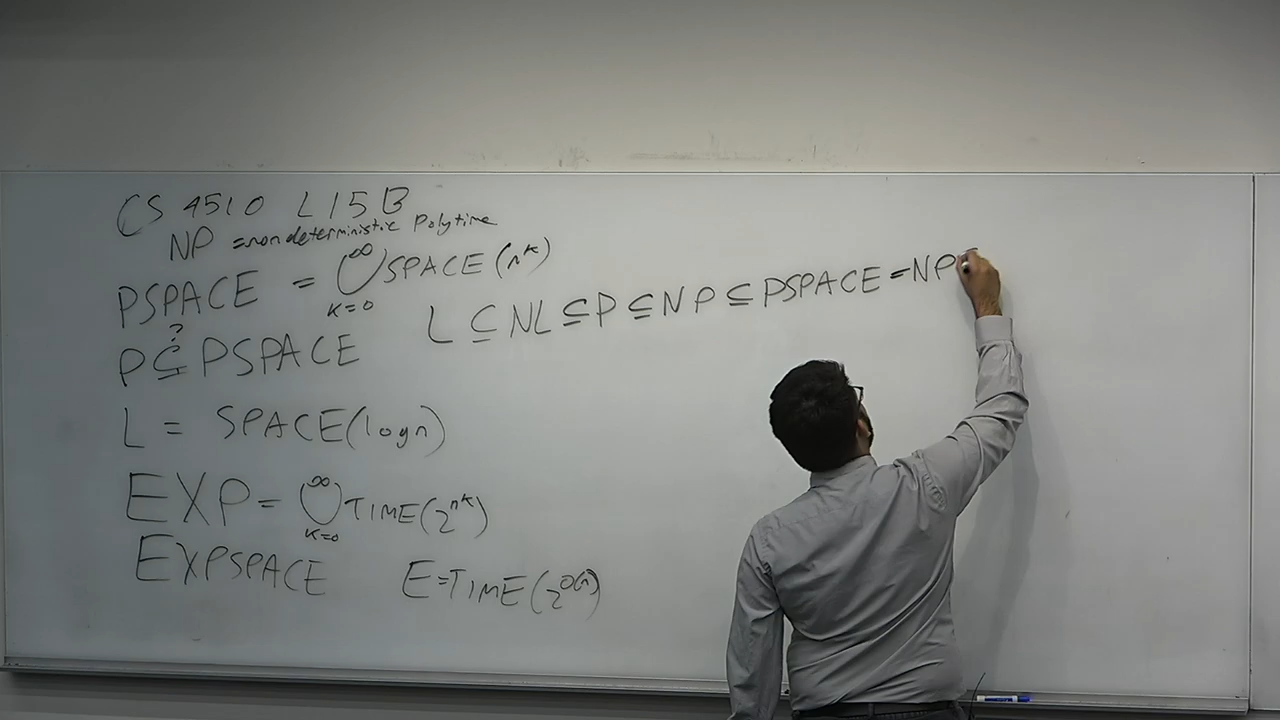 CS 4510 L15B
NP = nondeterministic Polytime
PSPACE = ∞⋃k=0 SPACE(n^k)
P ⊆? PSPACE
L = SPACE(logn)
EXP = ∞⋃k=0 TIME(2^n^k)
EXPSPACE E=TIME(2^O(n))
L ⊆ NL ⊆ P ⊆ NP ⊆ PSPACE = NP